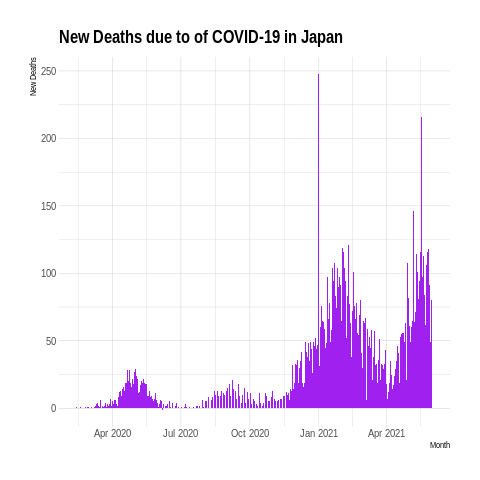 New Deaths due to of COVID-19 in Japan
New Deaths
250
200
150
100
50
0
Apr 2020 Jul 2020 Oct 2020 Jan 2021 Apr 2021
Month